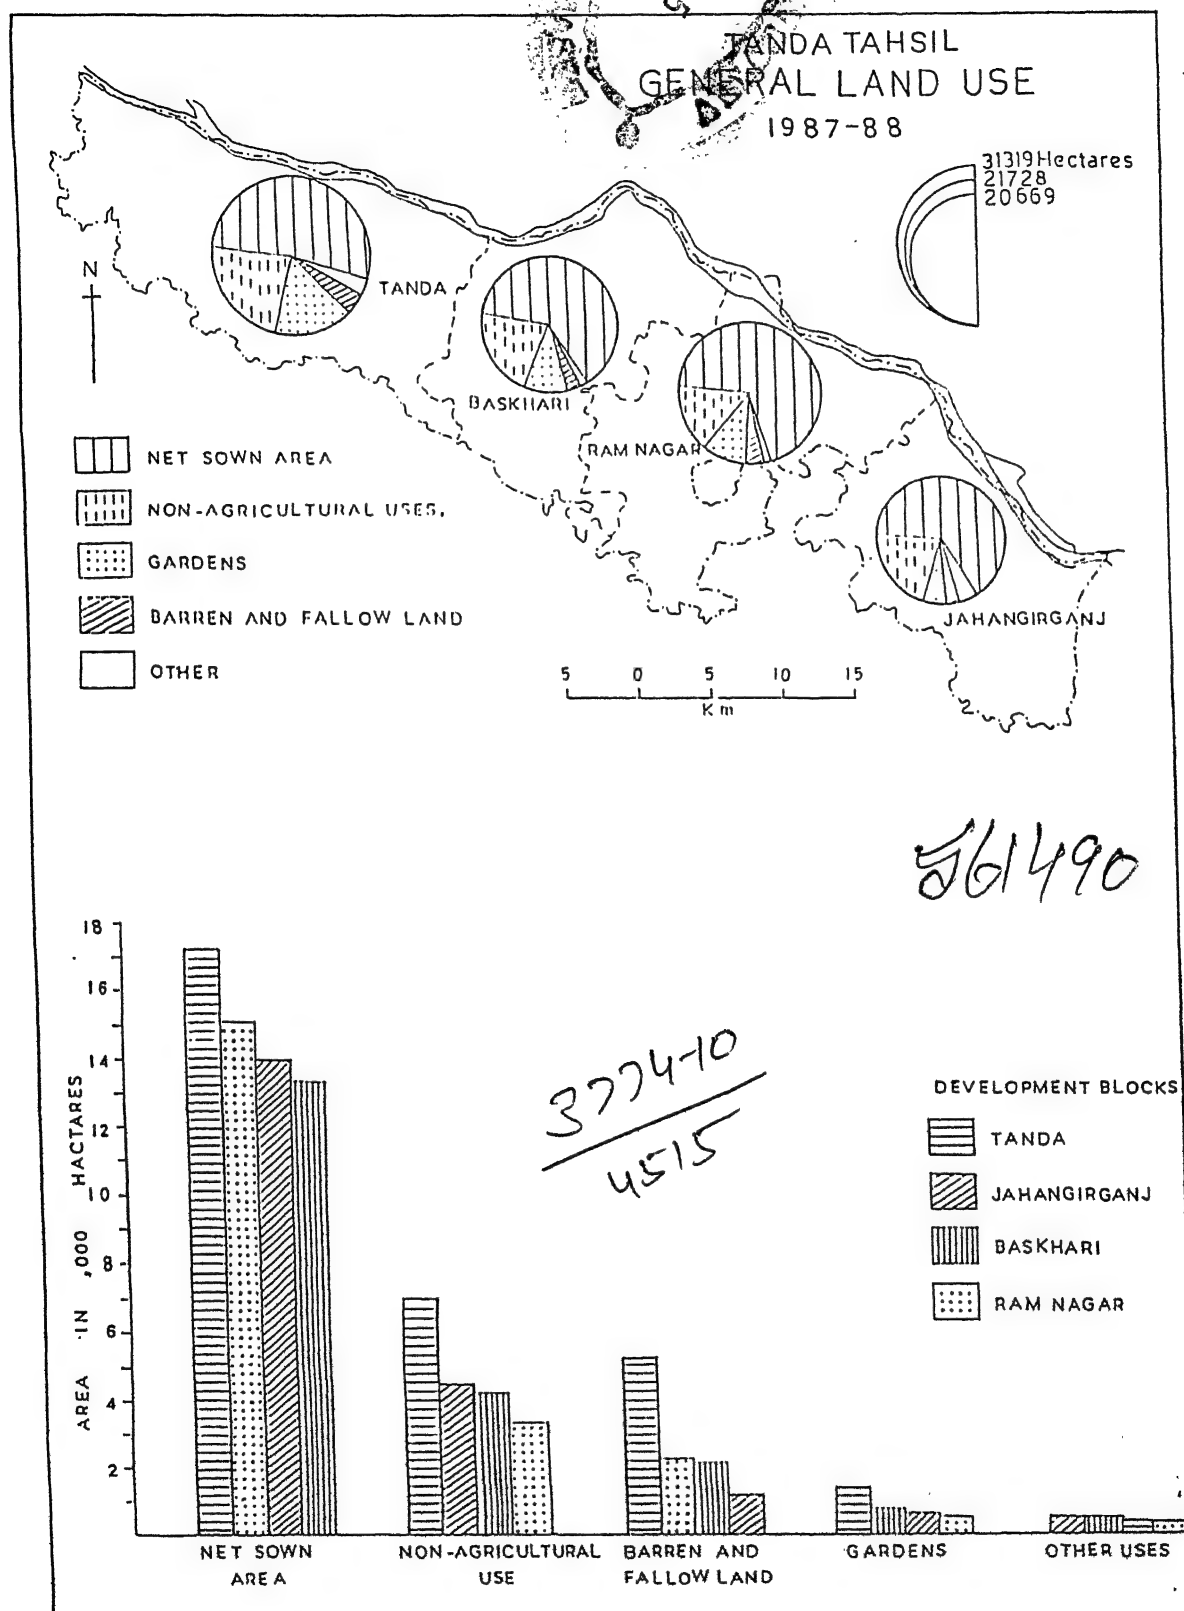 TANDA TAHSIL
GENERAL LAND USE
1987-88
31319 Hectares
21728
20669
N
TANDA
BASKHARI
RAM NAGAR
JAHANGIRGANJ
NET SOWN AREA
NON-AGRICULTURAL USES.
GARDENS
BARREN AND FALLOW LAND
OTHER
5 0 5 10 15
Km
561490
3774-10
4515
AREA IN ,000 HACTARES
18
16
14
12
10
8
6
4
2
DEVELOPMENT BLOCKS
TANDA
JAHANGIRGANJ
BASKHARI
RAM NAGAR
NET SOWN AREA
NON-AGRICULTURAL USE
BARREN AND FALLOW LAND
GARDENS
OTHER USES